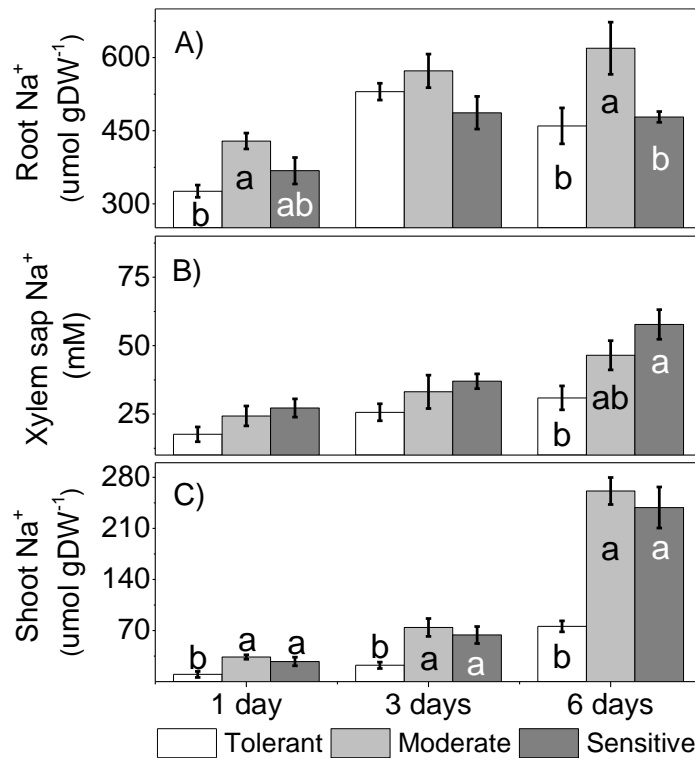 A)
Root Na⁺
(umol gDW⁻¹)
600
450
300
b
a
ab
b
a
b
B)
Xylem sap Na⁺
(mM)
75
50
25
b
ab
a
C)
Shoot Na⁺
(umol gDW⁻¹)
280
210
140
70
b
a
a
b
a
a
b
a
a
1 day 3 days 6 days
Tolerant Moderate Sensitive